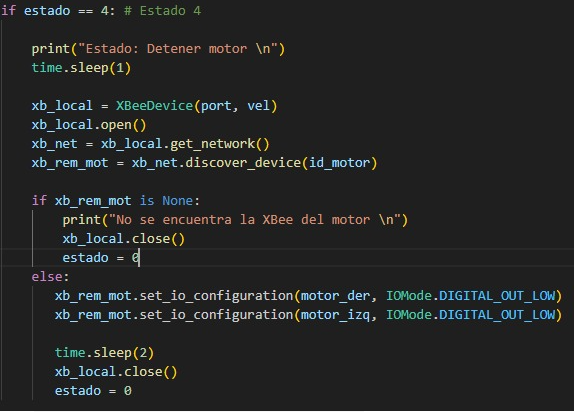 if estado == 4: # Estado 4
print("Estado: Detener motor \n")
time.sleep(1)
xb_local = XBeeDevice(port, vel)
xb_local.open()
xb_net = xb_local.get_network()
xb_rem_mot = xb_net.discover_device(id_motor)
if xb_rem_mot is None:
print("No se encuentra la XBee del motor \n")
xb_local.close()
estado = 0
else:
xb_rem_mot.set_io_configuration(motor_der, IOMode.DIGITAL_OUT_LOW)
xb_rem_mot.set_io_configuration(motor_izq, IOMode.DIGITAL_OUT_LOW)
time.sleep(2)
xb_local.close()
estado = 0